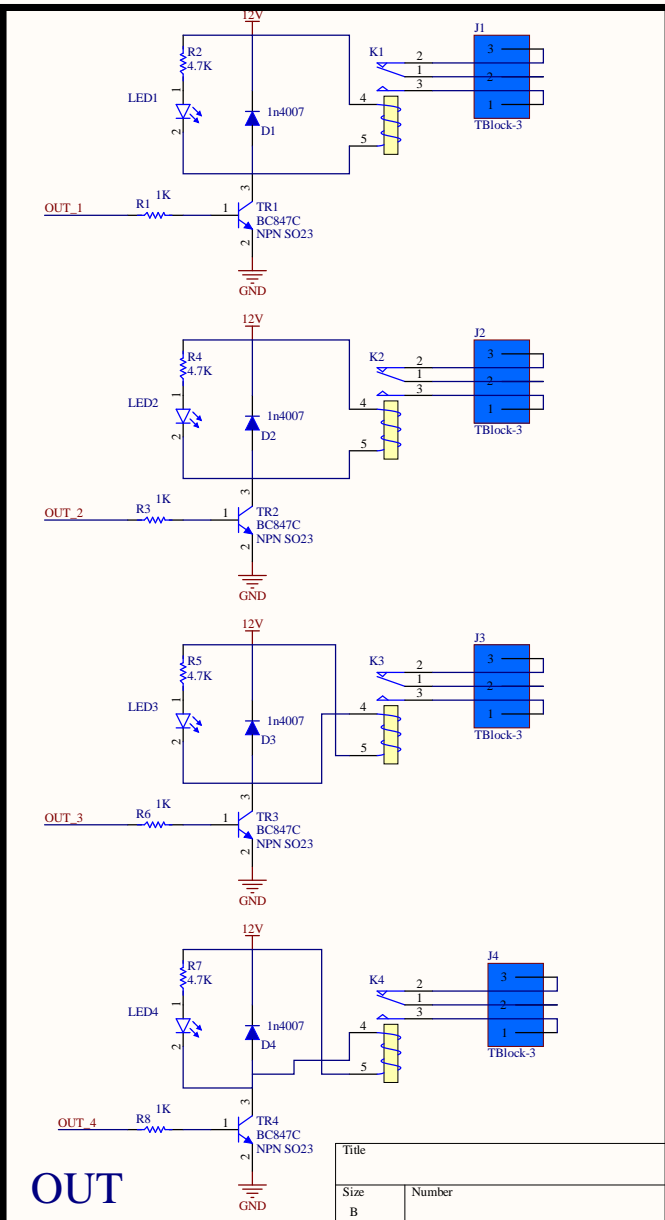 12V
J1
R2
4.7K
K1
2
3
1
2
3
1
1
LED1
2
1n4007
D1
4
5
TBlock-3
3
OUT_1
R1
1K
1
TR1
BC847C
NPN SO23
2
GND
12V
J2
R4
4.7K
K2
2
3
1
2
3
1
1
LED2
2
1n4007
D2
4
5
TBlock-3
3
OUT_2
R3
1K
1
TR2
BC847C
NPN SO23
2
GND
12V
J3
R5
4.7K
K3
2
3
1
2
3
1
1
LED3
2
1n4007
D3
4
5
TBlock-3
3
OUT_3
R6
1K
1
TR3
BC847C
NPN SO23
2
GND
12V
J4
R7
4.7K
K4
2
3
1
2
3
1
1
LED4
2
1n4007
D4
4
5
TBlock-3
3
OUT_4
R8
1K
1
TR4
BC847C
NPN SO23
2
GND
OUT
Title
Size
Number
B